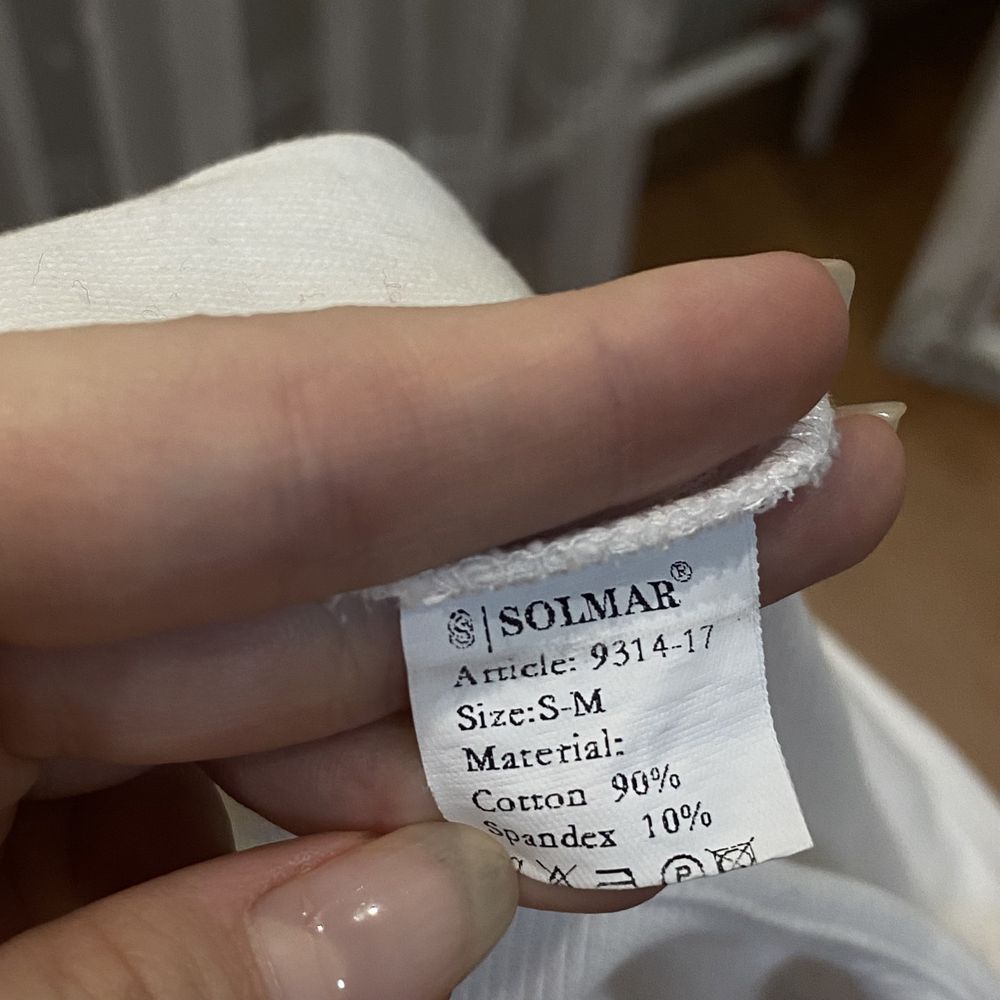 S | SOLMAR®
Article: 9314-17
Size:S-M
Material:
Cotton 90%
Spandex 10%
P